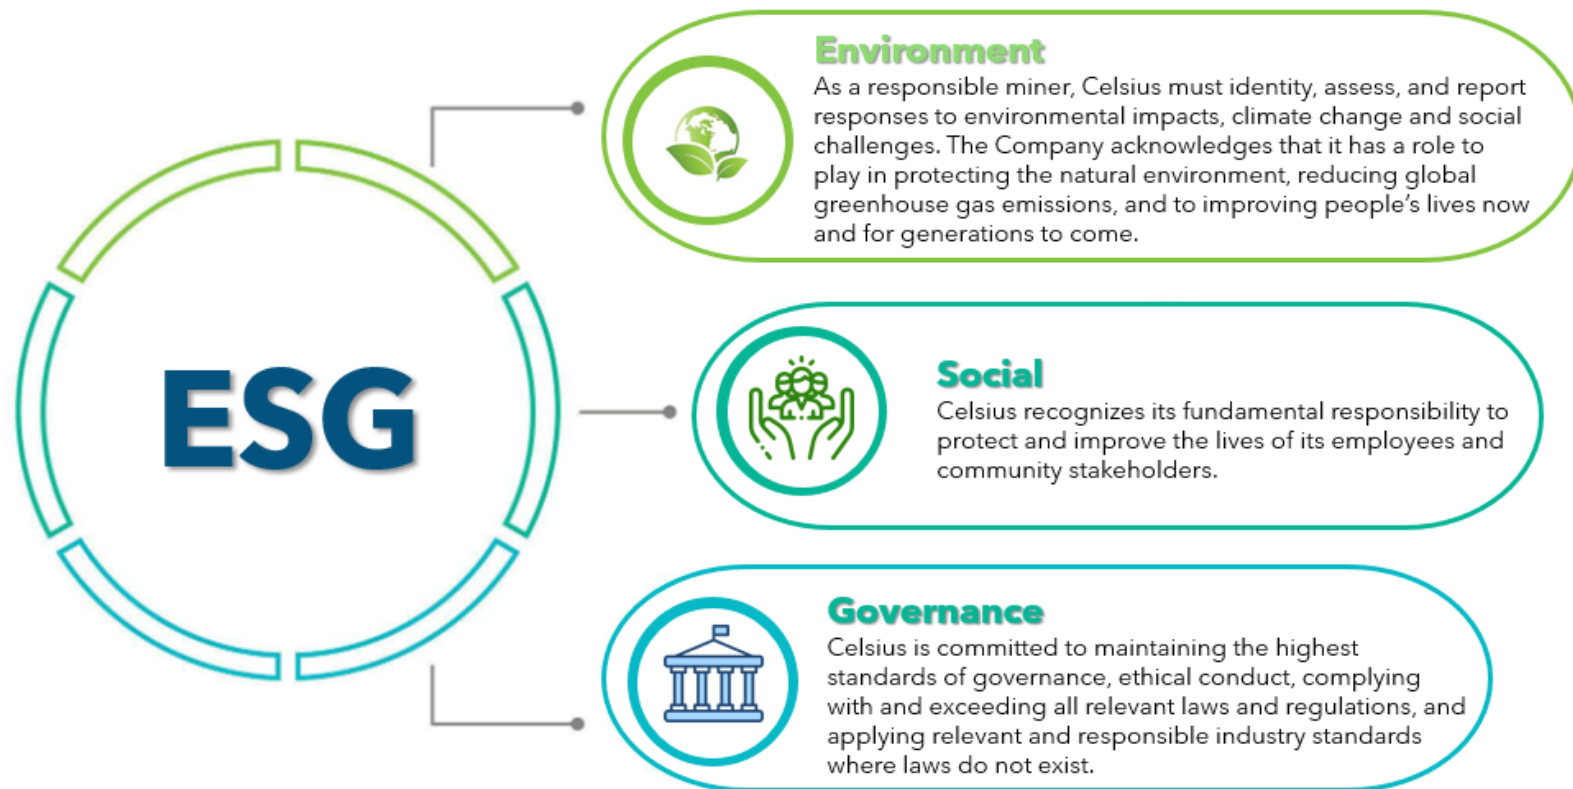 ESG
Environment
As a responsible miner, Celsius must identity, assess, and report
responses to environmental impacts, climate change and social
challenges. The Company acknowledges that it has a role to
play in protecting the natural environment, reducing global
greenhouse gas emissions, and to improving people’s lives now
and for generations to come.
Social
Celsius recognizes its fundamental responsibility to
protect and improve the lives of its employees and
community stakeholders.
Governance
Celsius is committed to maintaining the highest
standards of governance, ethical conduct, complying
with and exceeding all relevant laws and regulations, and
applying relevant and responsible industry standards
where laws do not exist.